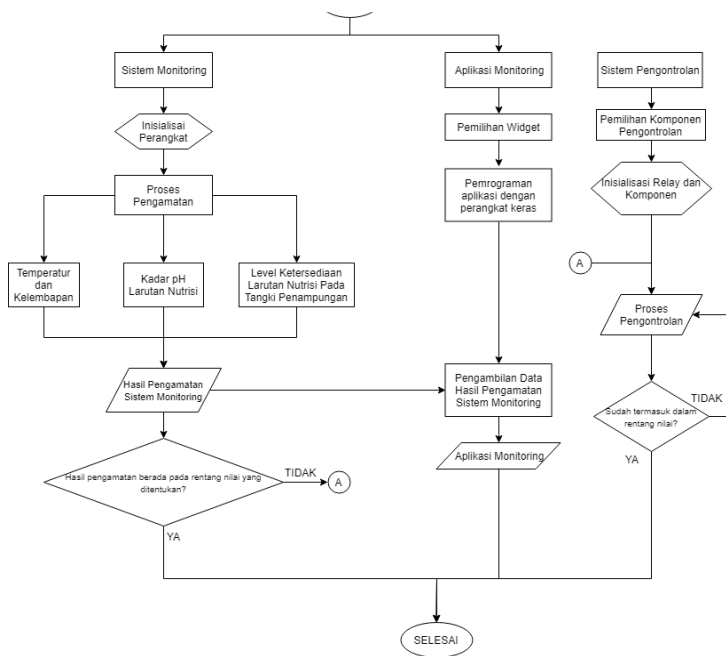 Sistem Monitoring
Aplikasi Monitoring
Sistem Pengontrolan
Inisialisai
Perangkat
Pemilihan Widget
Pemilihan Komponen
Pengontrolan
Proses
Pengamatan
Pemrograman
aplikasi dengan
perangkat keras
Inisialisasi Relay dan
Komponen
Temperatur
dan
Kelembapan
Kadar pH
Larutan Nutrisi
Level Ketersediaan
Larutan Nutrisi Pada
Tangki Penampungan
A
Proses
Pengontrolan
Hasil Pengamatan
Sistem Monitoring
Pengambilan Data
Hasil Pengamatan
Sistem Monitoring
Sudah termasuk dalam
rentang nilai?
TIDAK
Hasil pengamatan berada pada rentang nilai yang
ditentukan?
TIDAK
A
Aplikasi Monitoring
YA
YA
SELESAI